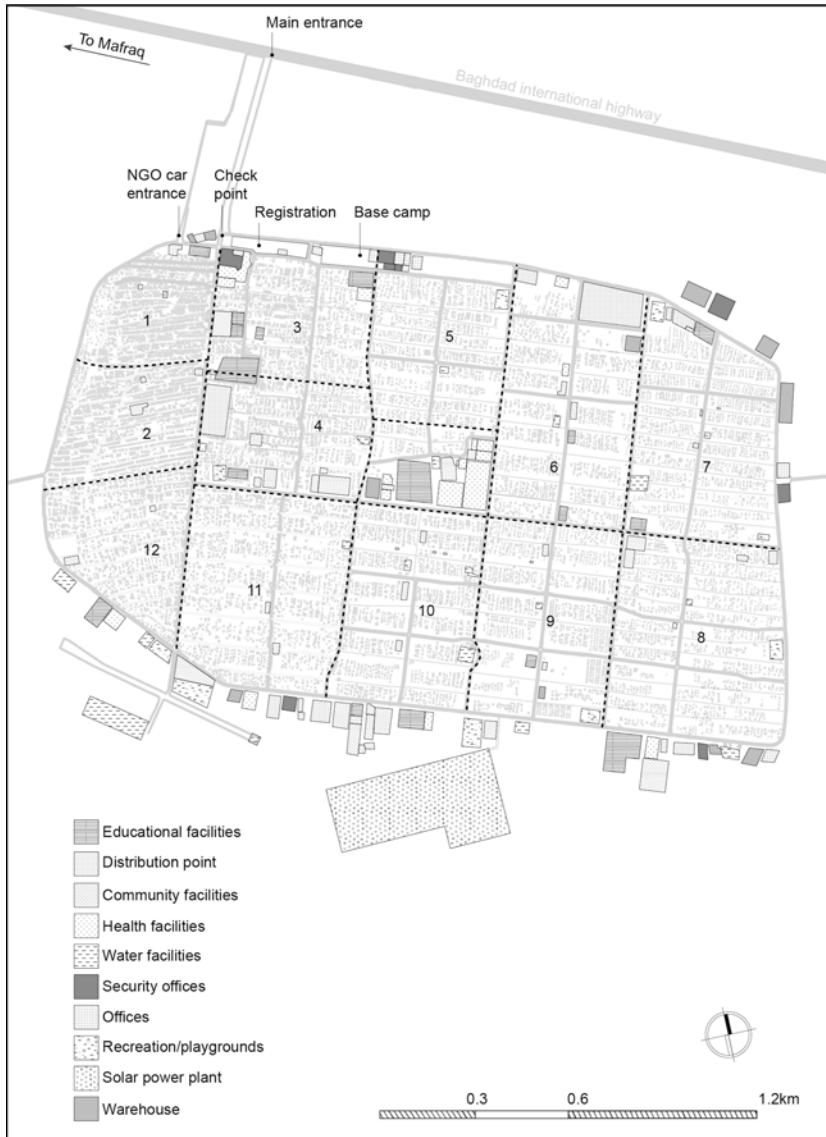 Main entrance
To Mafraq
Baghdad international highway
NGO car
entrance
Check
point
Registration
Base camp
1
3
5
2
4
6
7
12
11
10
9
8
Educational facilities
Distribution point
Community facilities
Health facilities
Water facilities
Security offices
Offices
Recreation/playgrounds
Solar power plant
Warehouse
0.3
0.6
1.2km